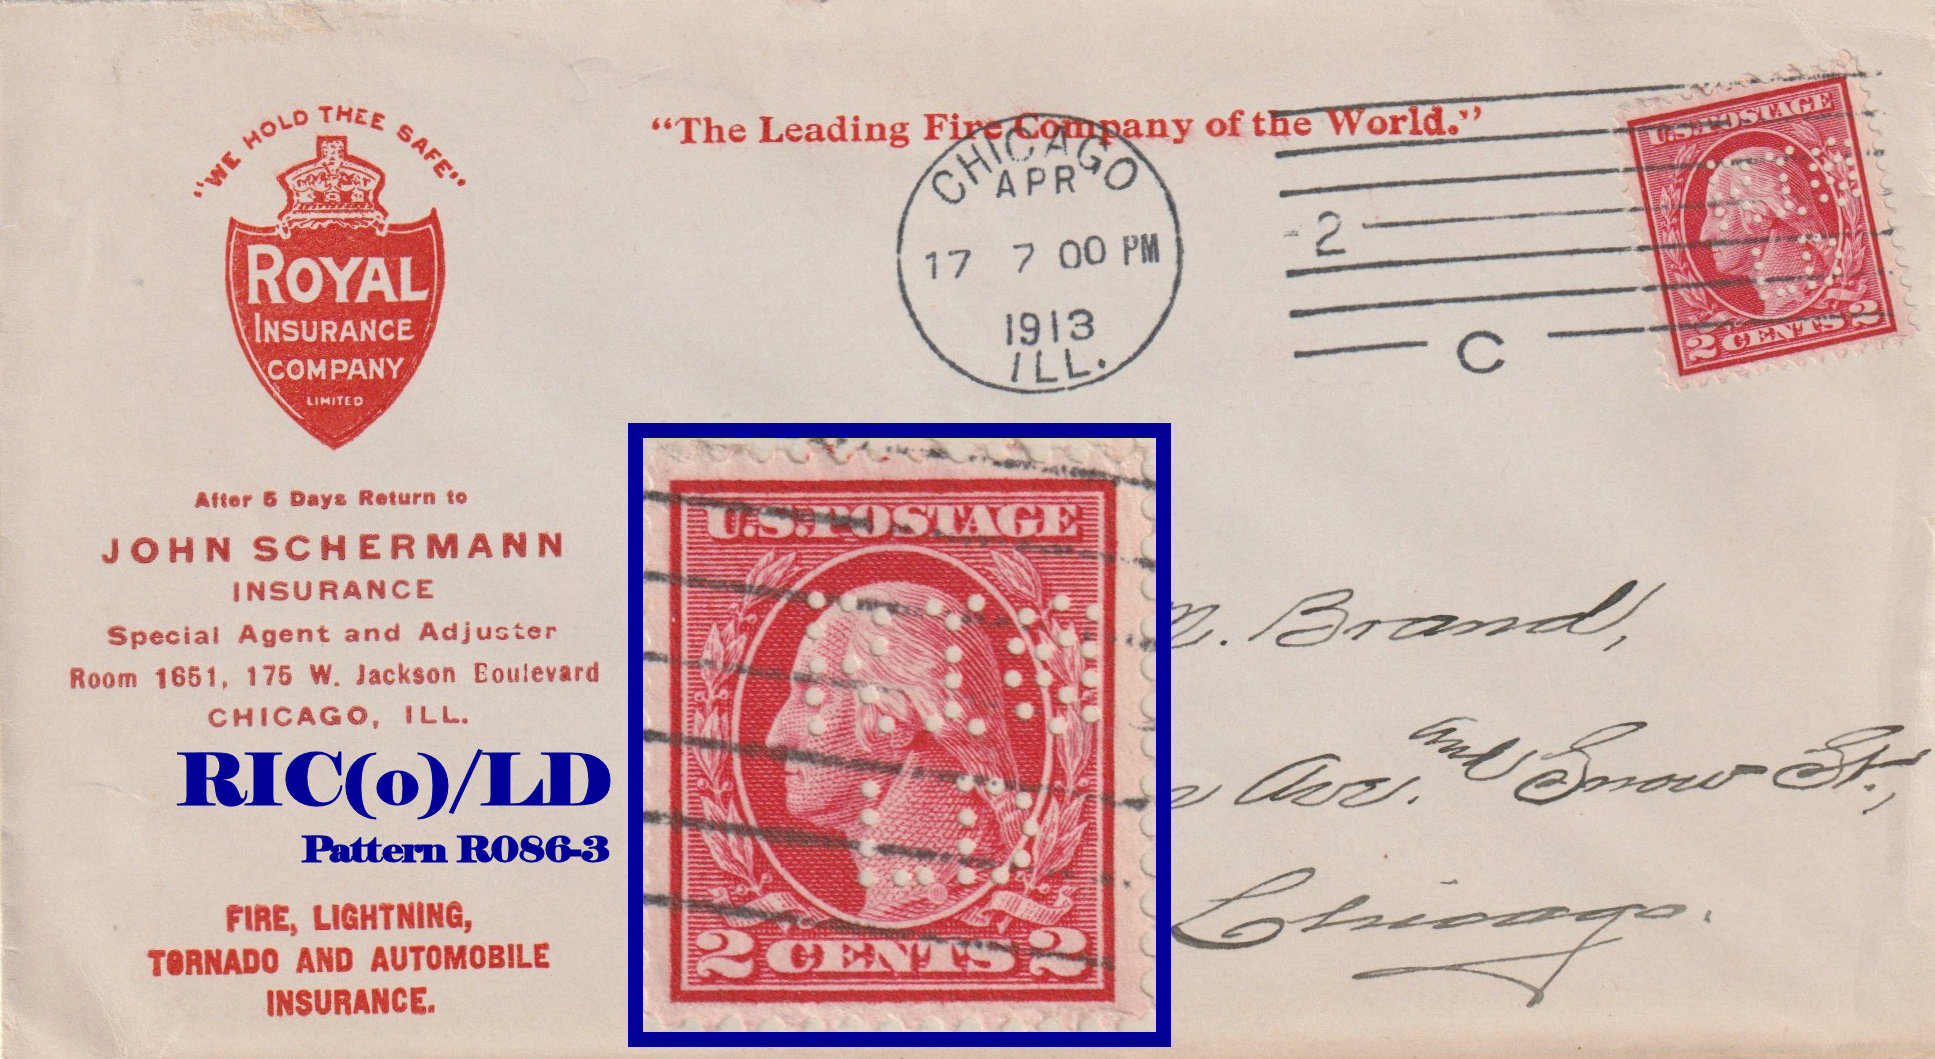 "WE HOLD THEE SAFE"
ROYAL
INSURANCE
COMPANY
LIMITED
"The Leading Fire Company of the World."
CHICAGO
APR
17 7 00 PM
1913
ILL.
2
C
U.S. POSTAGE
2 CENTS 2
After 5 Days Return to
JOHN SCHERMANN
INSURANCE
Special Agent and Adjuster
Room 1651, 175 W. Jackson Boulevard
CHICAGO, ILL.
RIC(o)/LD
Pattern R086-3
FIRE, LIGHTNING,
TORNADO AND AUTOMOBILE
INSURANCE.
U.S. POSTAGE
RIC
LD
2 CENTS 2
Brand,
Ave. and Snow St.,
Chicago.